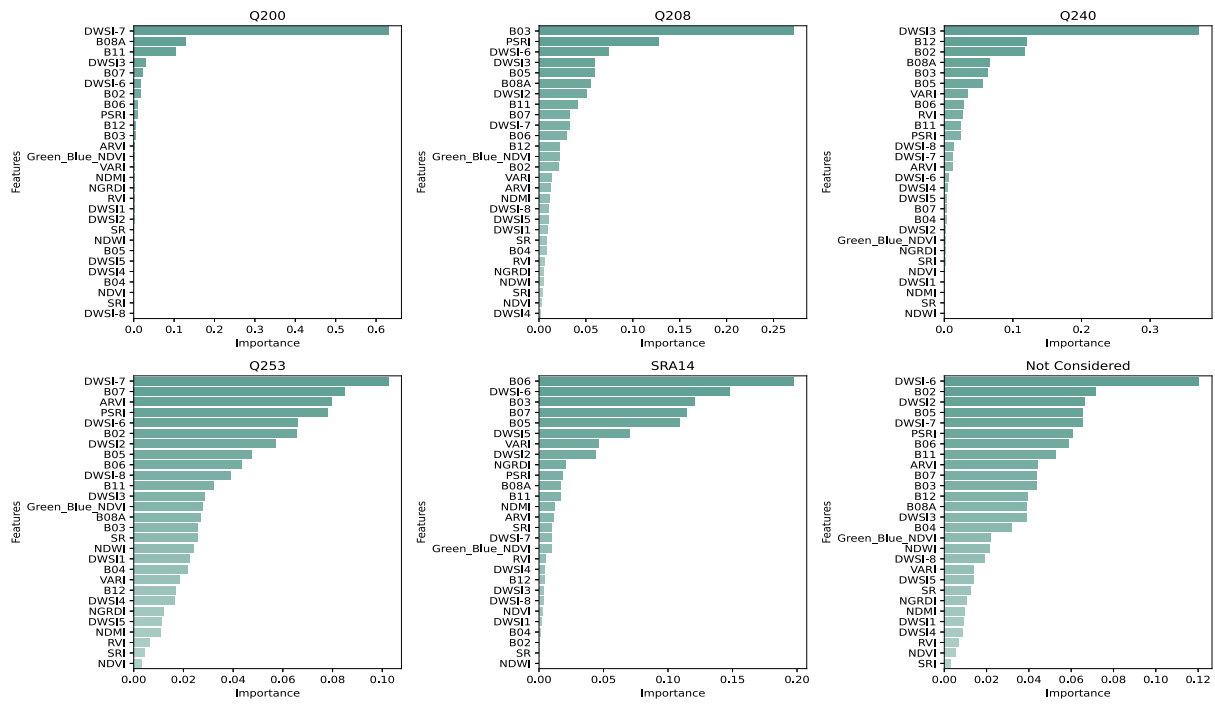 Q200
Features
DWSI-7
B08A
B11
DWSI3
B07
DWSI-6
B02
B06
PSRI
B12
B03
ARVI
Green_Blue_NDVI
VARI
NDMI
NGRDI
RVI
DWSI1
DWSI2
SR
NDWI
B05
DWSI5
DWSI4
B04
NDVI
SRI
DWSI-8
0.0 0.1 0.2 0.3 0.4 0.5 0.6
Importance
Q208
Features
B03
PSRI
DWSI-6
DWSI3
B05
B08A
DWSI2
B11
B07
DWSI-7
B06
B12
Green_Blue_NDVI
B02
VARI
ARVI
NDMI
DWSI-8
DWSI5
DWSI1
SR
B04
RVI
NGRDI
NDWI
SRI
NDVI
DWSI4
0.00 0.05 0.10 0.15 0.20 0.25
Importance
Q240
Features
DWSI3
B12
B02
B08A
B03
B05
VARI
B06
RVI
B11
PSRI
DWSI-8
DWSI-7
ARVI
DWSI-6
DWSI4
DWSI5
B07
B04
DWSI2
Green_Blue_NDVI
NGRDI
SRI
NDVI
DWSI1
NDMI
SR
NDWI
0.0 0.1 0.2 0.3
Importance
Q253
Features
DWSI-7
B07
ARVI
PSRI
DWSI-6
B02
DWSI2
B05
B06
DWSI-8
B11
DWSI3
Green_Blue_NDVI
B08A
B03
SR
NDWI
DWSI1
B04
VARI
B12
DWSI4
NGRDI
DWSI5
NDMI
RVI
SRI
NDVI
0.00 0.02 0.04 0.06 0.08 0.10
Importance
SRA14
Features
B06
DWSI-6
B03
B07
B05
DWSI5
VARI
DWSI2
NGRDI
PSRI
B08A
B11
NDMI
ARVI
SRI
DWSI-7
Green_Blue_NDVI
RVI
DWSI4
B12
DWSI3
DWSI-8
NDVI
DWSI1
B04
B02
SR
NDWI
0.00 0.05 0.10 0.15 0.20
Importance
Not Considered
Features
DWSI-6
B02
DWSI2
B05
DWSI-7
PSRI
B06
B11
ARVI
B07
B03
B12
B08A
DWSI3
B04
Green_Blue_NDVI
NDWI
DWSI-8
VARI
DWSI5
SR
NGRDI
NDMI
DWSI1
DWSI4
RVI
NDVI
SRI
0.00 0.02 0.04 0.06 0.08 0.10 0.12
Importance